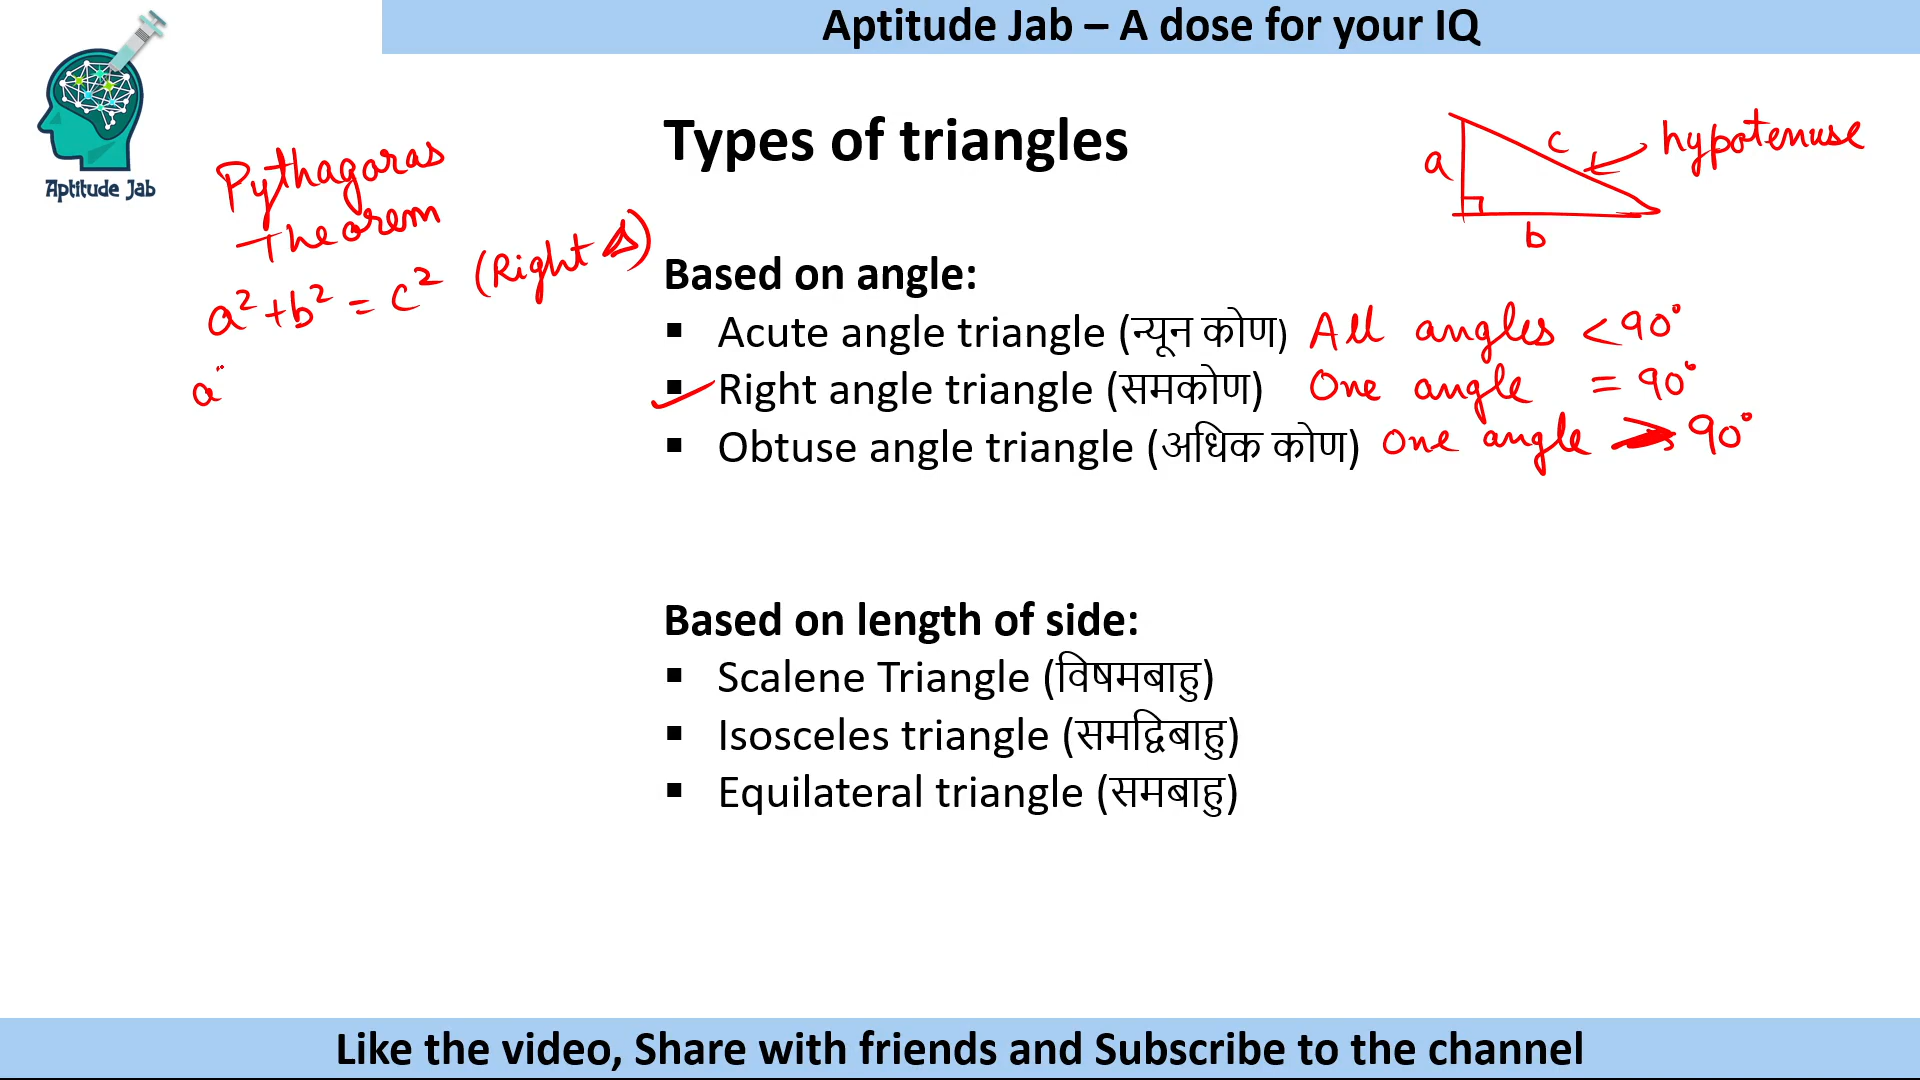 Aptitude Jab – A dose for your IQ
Aptitude Jab
Types of triangles
Pythagoras
Theorem
a² + b² = c² (Right Δ)
a
a
c
hypotenuse
b
Based on angle:
▪ Acute angle triangle (न्यून कोण) All angles < 90°
▪ Right angle triangle (समकोण) One angle = 90°
▪ Obtuse angle triangle (अधिक कोण) One angle > 90°
Based on length of side:
▪ Scalene Triangle (विषमबाहु)
▪ Isosceles triangle (समद्विबाहु)
▪ Equilateral triangle (समबाहु)
Like the video, Share with friends and Subscribe to the channel